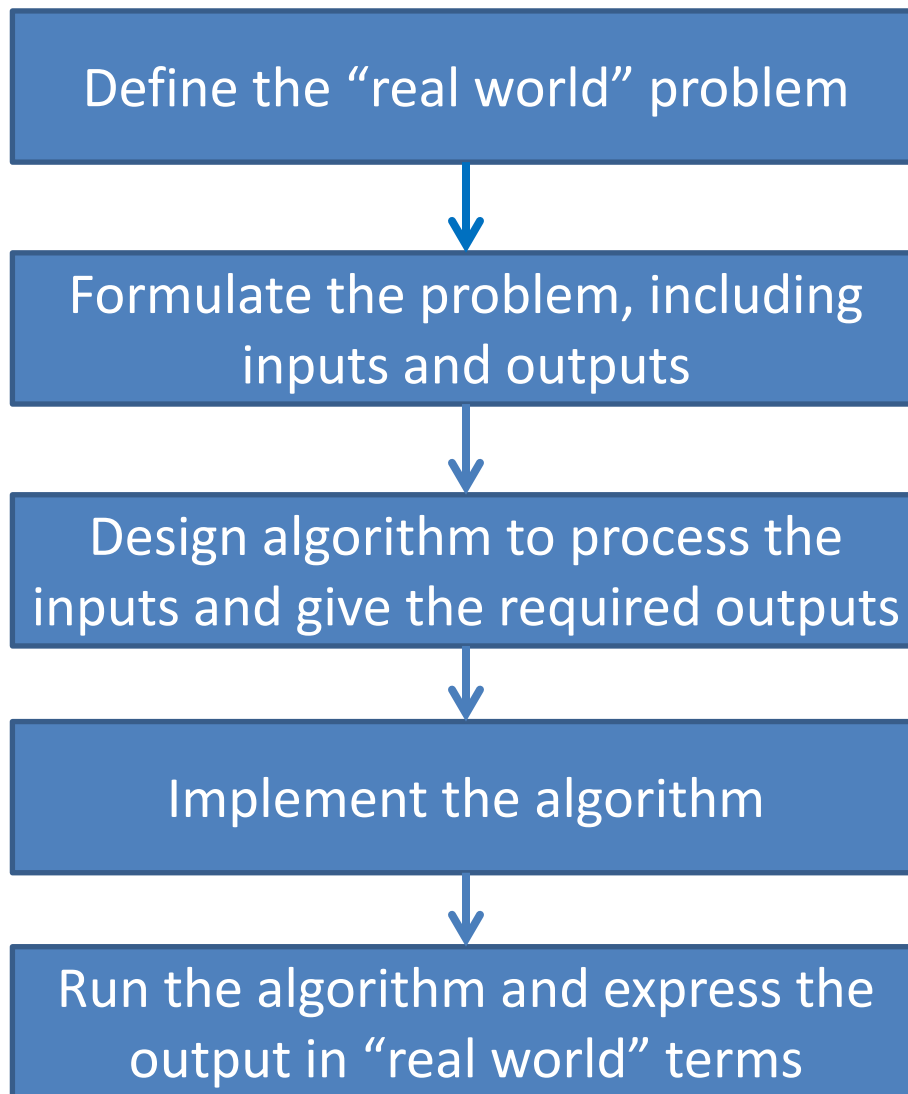 Define the “real world” problem
Formulate the problem, including
inputs and outputs
Design algorithm to process the
inputs and give the required outputs
Implement the algorithm
Run the algorithm and express the
output in “real world” terms